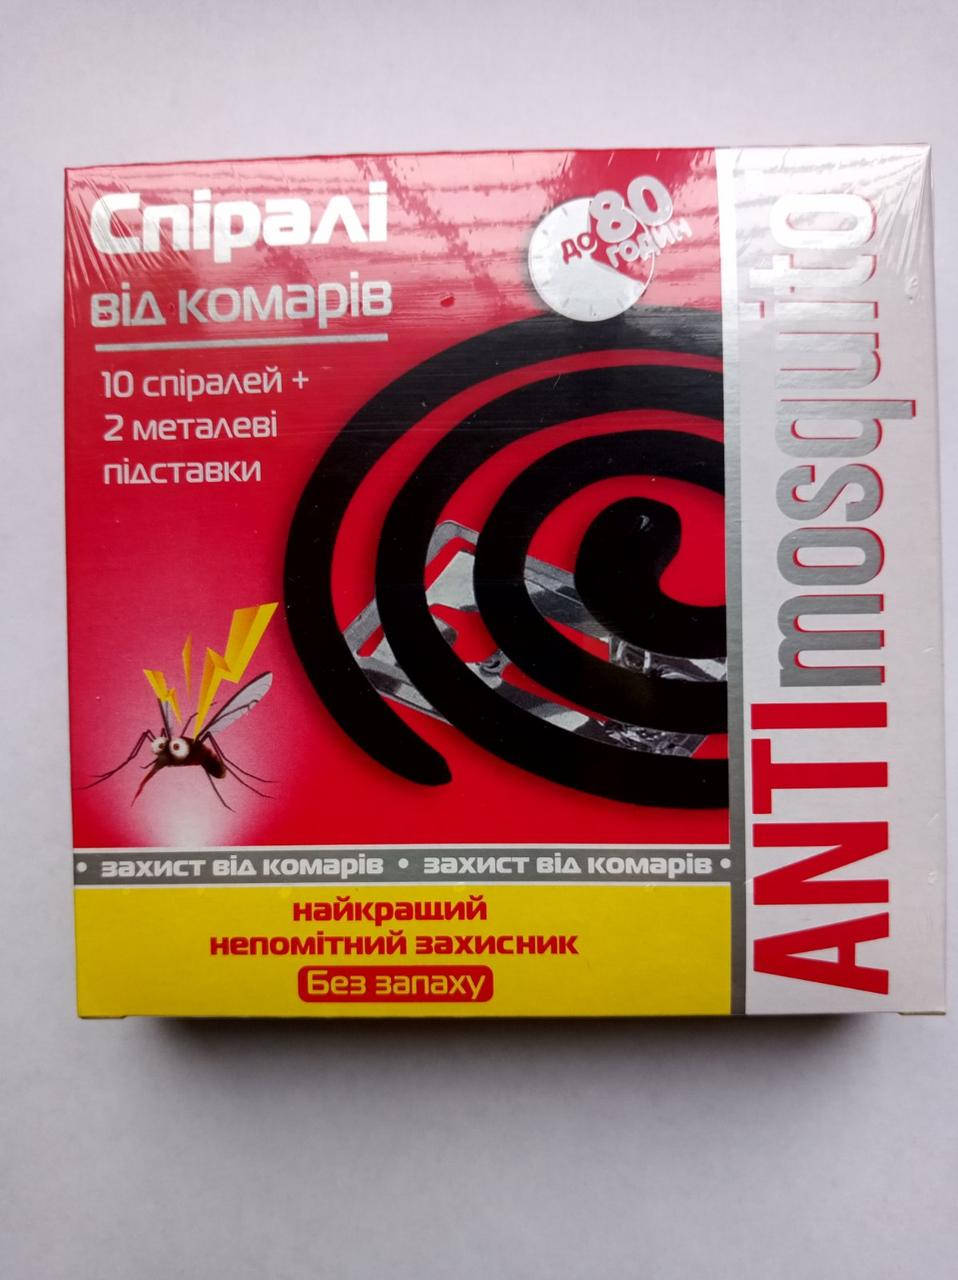 Спіралі
від комарів
10 спіралей +
2 металеві
підставки
до 80
годин
ANTImosquito
• захист від комарів • захист від комарів •
найкращий
непомітний захисник
Без запаху